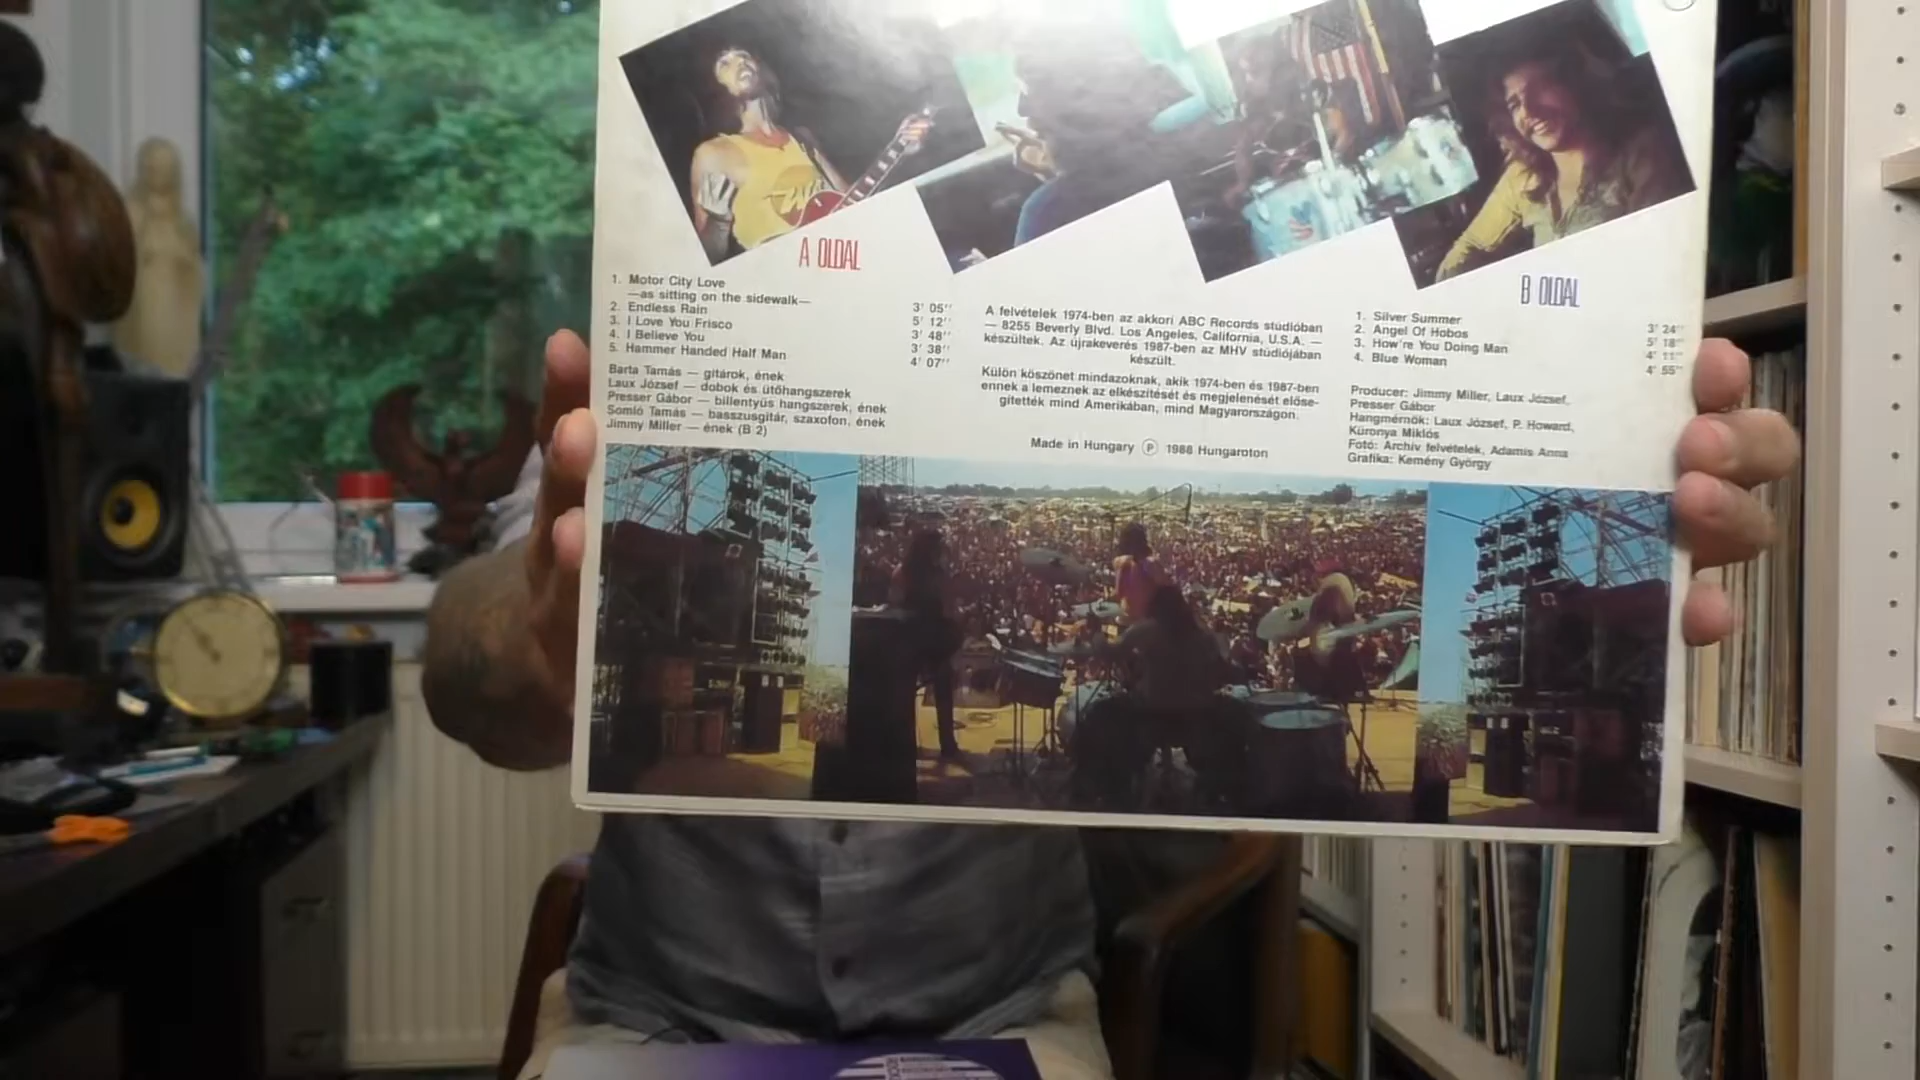 A OLDAL
1. Motor City Love
—as sitting on the sidewalk— 3' 05''
2. Endless Rain 5' 12''
3. I Love You Frisco 3' 48''
4. I Believe You 3' 38''
5. Hammer Handed Half Man 4' 07''
Barta Tamás — gitárok, ének
Laux József — dobok és ütőhangszerek
Presser Gábor — billentyűs hangszerek, ének
Somló Tamás — basszusgitár, szaxofon, ének
Jimmy Miller — ének (B 2)
A felvételek 1974-ben az akkori ABC Records stúdióban
— 8255 Beverly Blvd. Los Angeles, California, U.S.A. —
készültek. Az újrakeverés 1987-ben az MHV stúdiójában
készült.
Külön köszönet mindazoknak, akik 1974-ben és 1987-ben
ennek a lemeznek az elkészítését és megjelenését előse-
gítették mind Amerikában, mind Magyarországon.
Made in Hungary Ⓟ 1988 Hungaroton
B OLDAL
1. Silver Summer 3' 24''
2. Angel Of Hobos 5' 18''
3. How're You Doing Man 4' 11''
4. Blue Woman 4' 55''
Producer: Jimmy Miller, Laux József,
Presser Gábor
Hangmérnök: Laux József, P. Howard,
Kúronya Miklós
Fotó: Archív felvételek, Adamis Anna
Grafika: Kemény György